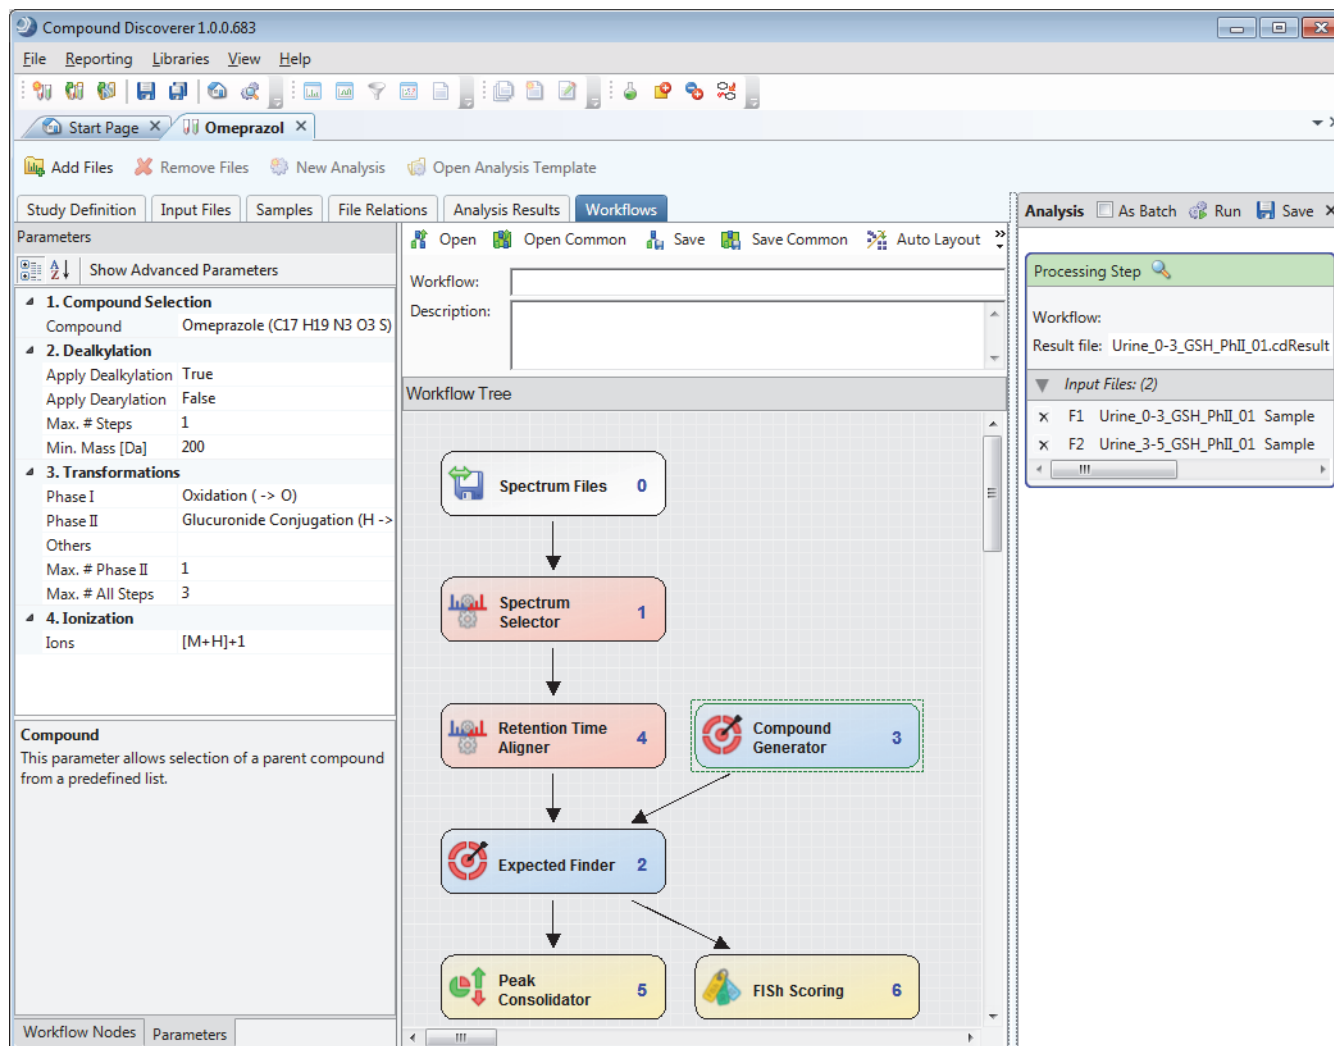 Compound Discoverer 1.0.0.683
File Reporting Libraries View Help
Start Page Omeprazol
Add Files Remove Files New Analysis Open Analysis Template
Study Definition Input Files Samples File Relations Analysis Results Workflows
Parameters
Show Advanced Parameters
1. Compound Selection
Compound Omeprazole (C17 H19 N3 O3 S)
2. Dealkylation
Apply Dealkylation True
Apply Dearylation False
Max. # Steps 1
Min. Mass [Da] 200
3. Transformations
Phase I Oxidation ( -> O)
Phase II Glucuronide Conjugation (H ->
Others
Max. # Phase II 1
Max. # All Steps 3
4. Ionization
Ions [M+H]+1
Compound
This parameter allows selection of a parent compound
from a predefined list.
Workflow Nodes Parameters
Open Open Common Save Save Common Auto Layout
Workflow:
Description:
Workflow Tree
Spectrum Files 0
Spectrum
Selector 1
Retention Time
Aligner 4
Compound
Generator 3
Expected Finder 2
Peak
Consolidator 5
FISh Scoring 6
Analysis As Batch Run Save
Processing Step
Workflow:
Result file: Urine_0-3_GSH_PhII_01.cdResult
Input Files: (2)
F1 Urine_0-3_GSH_PhII_01 Sample
F2 Urine_3-5_GSH_PhII_01 Sample